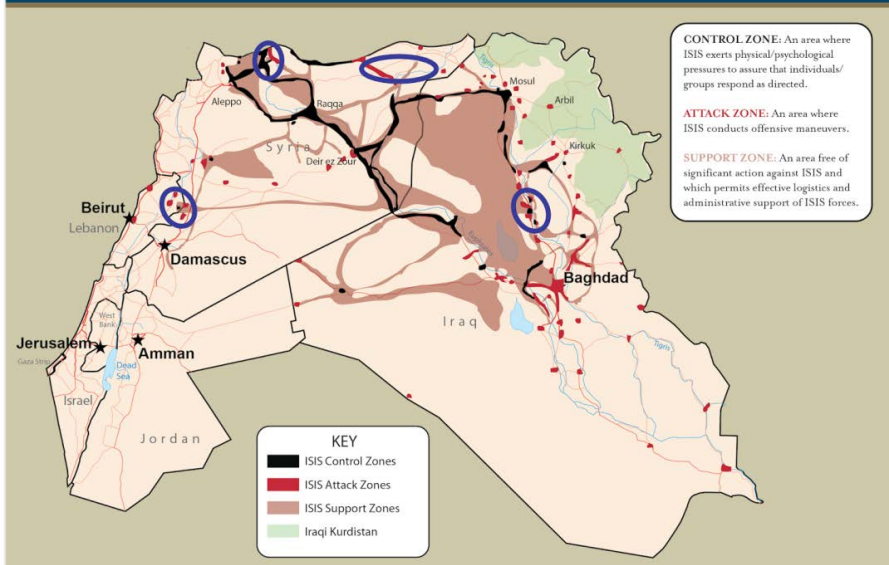 CONTROL ZONE: An area where
ISIS exerts physical/psychological
pressures to assure that individuals/
groups respond as directed.
ATTACK ZONE: An area where
ISIS conducts offensive maneuvers.
SUPPORT ZONE: An area free of
significant action against ISIS and
which permits effective logistics and
administrative support of ISIS forces.
Tigris
Mosul
Aleppo
Raqqa
Arbil
Kirkuk
Syria
Deir ez Zour
Beirut
Lebanon
Damascus
Euphrates
Baghdad
West
Bank
Iraq
Jerusalem
Amman
Gaza Strip
Dead
Sea
Tigris
Israel
Jordan
KEY
ISIS Control Zones
ISIS Attack Zones
ISIS Support Zones
Iraqi Kurdistan